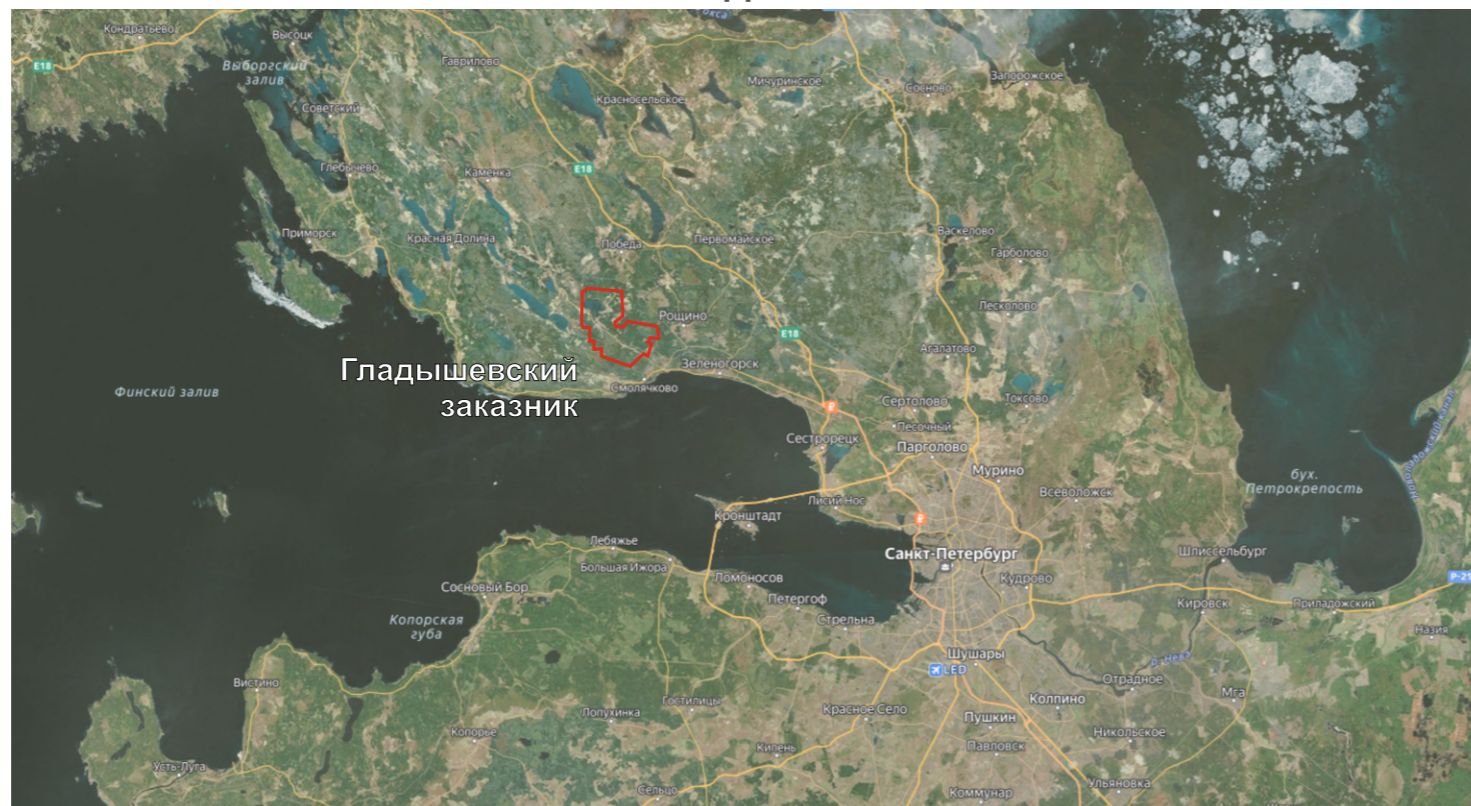 Кондратьево
Высоцк
E18
Выборгский
залив
Гаврилово
Мичуринское
Сосново
Запорожское
Красносельское
Советский
Глебычево
Каменка
E18
Приморск
Красная Долина
Победа
Первомайское
Васкелово
Гарболово
Рощино
Лесколово
E18
Агалатово
Зеленогорск
Гладышевский
заказник
Смолячково
Финский залив
Сертолово
Токсово
Песочный
Сестрорецк
Парголово
Мурино
Ладожский канал
бух.
Петрокрепость
Всеволожск
Лисий Нос
Кронштадт
Лебяжье
Большая Ижора
Санкт-Петербург
Шлиссельбург
Сосновый Бор
Ломоносов
Кудрово
Р-21
Петергоф
Кировск
Приладожский
Копорская
губа
Стрельна
Назия
Шушары
р. Нева
LED
Вистино
Отрадное
Мга
Гостилицы
Колпино
Лопухинка
Красное Село
Пушкин
Копорье
Никольское
Кипень
Павловск
Усть-Луга
Сельцо
Коммунар
Ульяновка